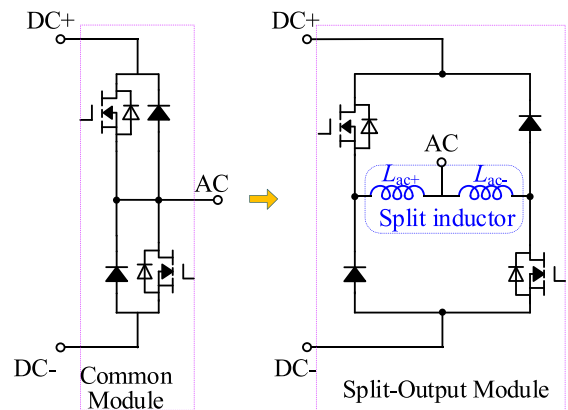 DC+
AC
DC-
Common
Module
DC+
AC
Lac+
Lac-
Split inductor
DC-
Split-Output Module